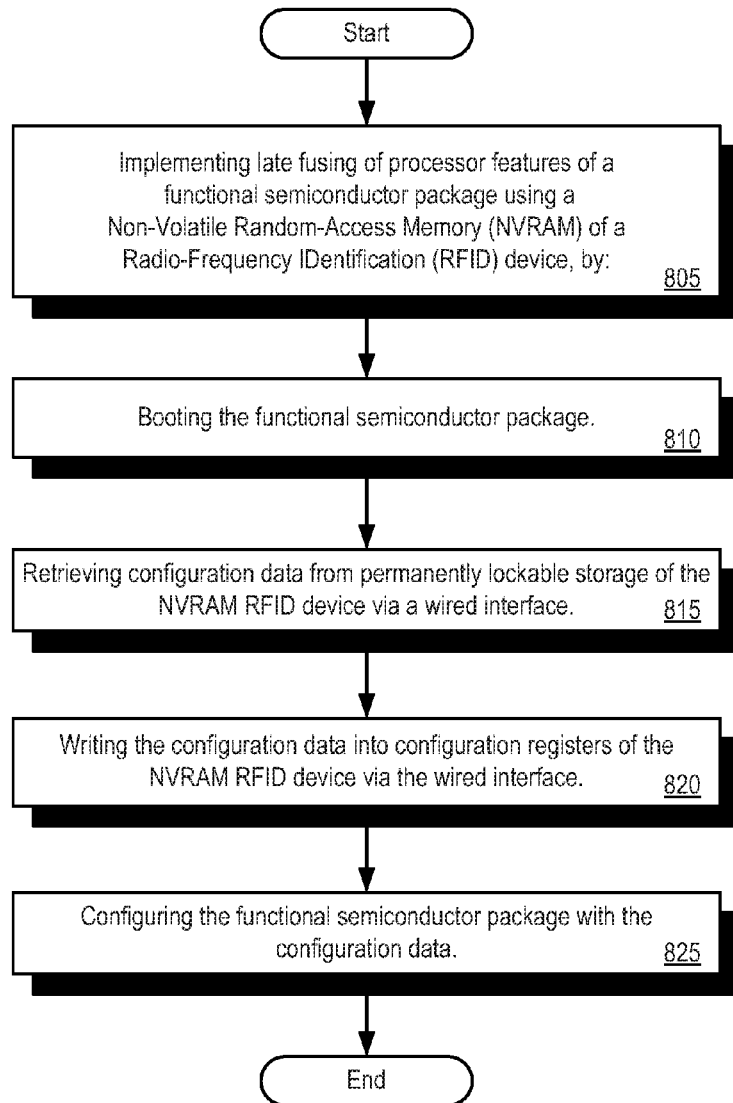 Start
Implementing late fusing of processor features of a
functional semiconductor package using a
Non-Volatile Random-Access Memory (NVRAM) of a
Radio-Frequency IDentification (RFID) device, by:
805
Booting the functional semiconductor package.
810
Retrieving configuration data from permanently lockable storage of the
NVRAM RFID device via a wired interface.
815
Writing the configuration data into configuration registers of the
NVRAM RFID device via the wired interface.
820
Configuring the functional semiconductor package with the
configuration data.
825
End